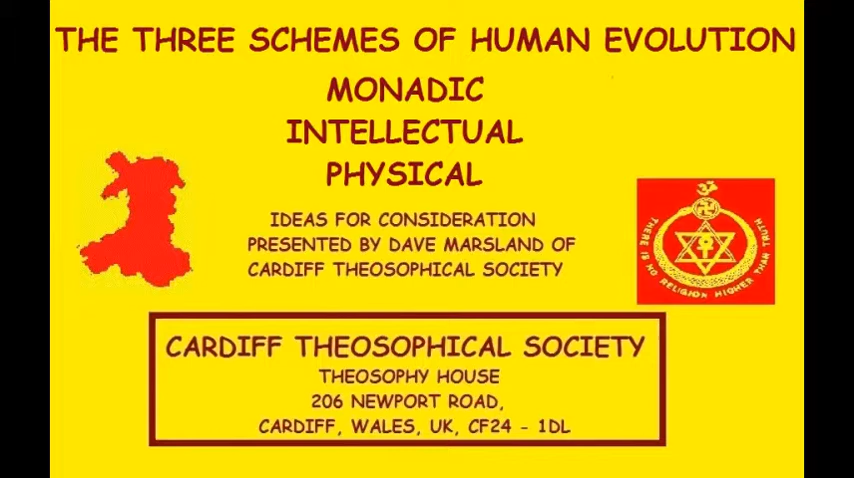 THE THREE SCHEMES OF HUMAN EVOLUTION
MONADIC
INTELLECTUAL
PHYSICAL
IDEAS FOR CONSIDERATION
PRESENTED BY DAVE MARSLAND OF
CARDIFF THEOSOPHICAL SOCIETY
ॐ
THERE IS NO RELIGION HIGHER THAN TRUTH
CARDIFF THEOSOPHICAL SOCIETY
THEOSOPHY HOUSE
206 NEWPORT ROAD,
CARDIFF, WALES, UK, CF24 - 1DL